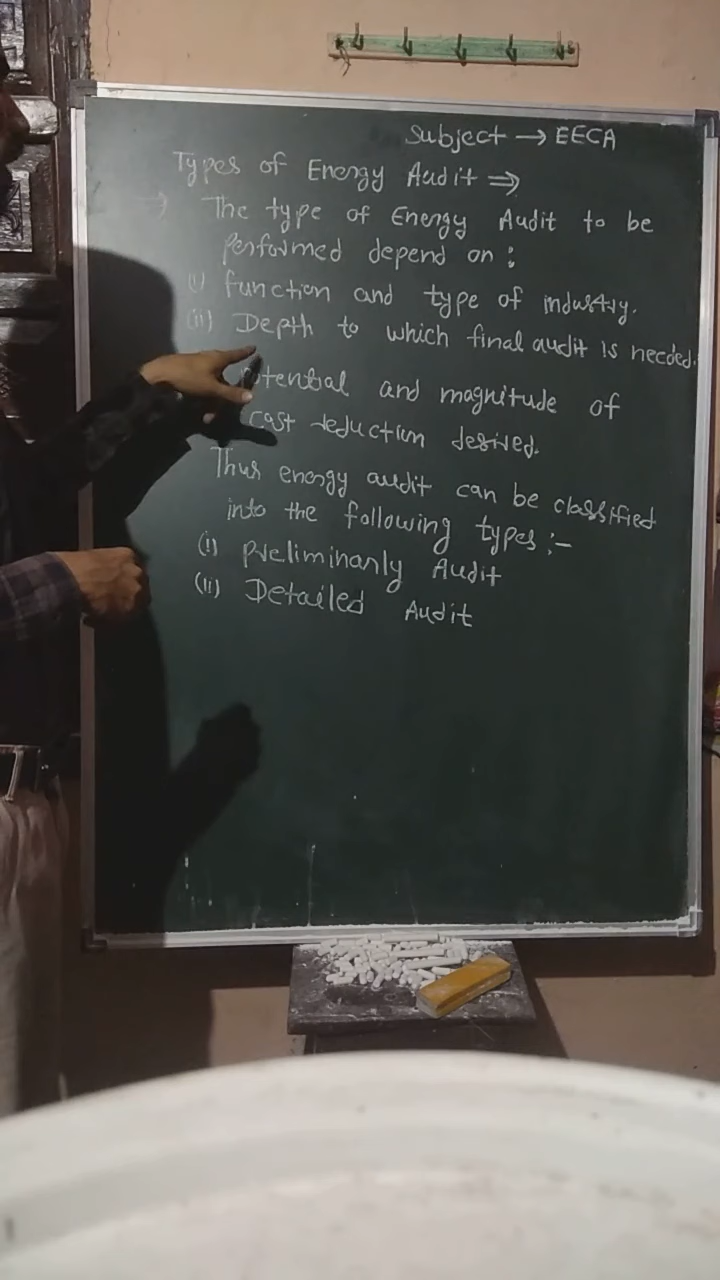 Subject → EECA
Types of Energy Audit ⇒
→ The type of Energy Audit to be
performed depend on :
(i) function and type of industry.
(ii) Depth to which final audit is needed.
otential and magnitude of
cost reduction desired.
Thus energy audit can be classified
into the following types :-
(i) Preliminarly Audit
(ii) Detailed Audit